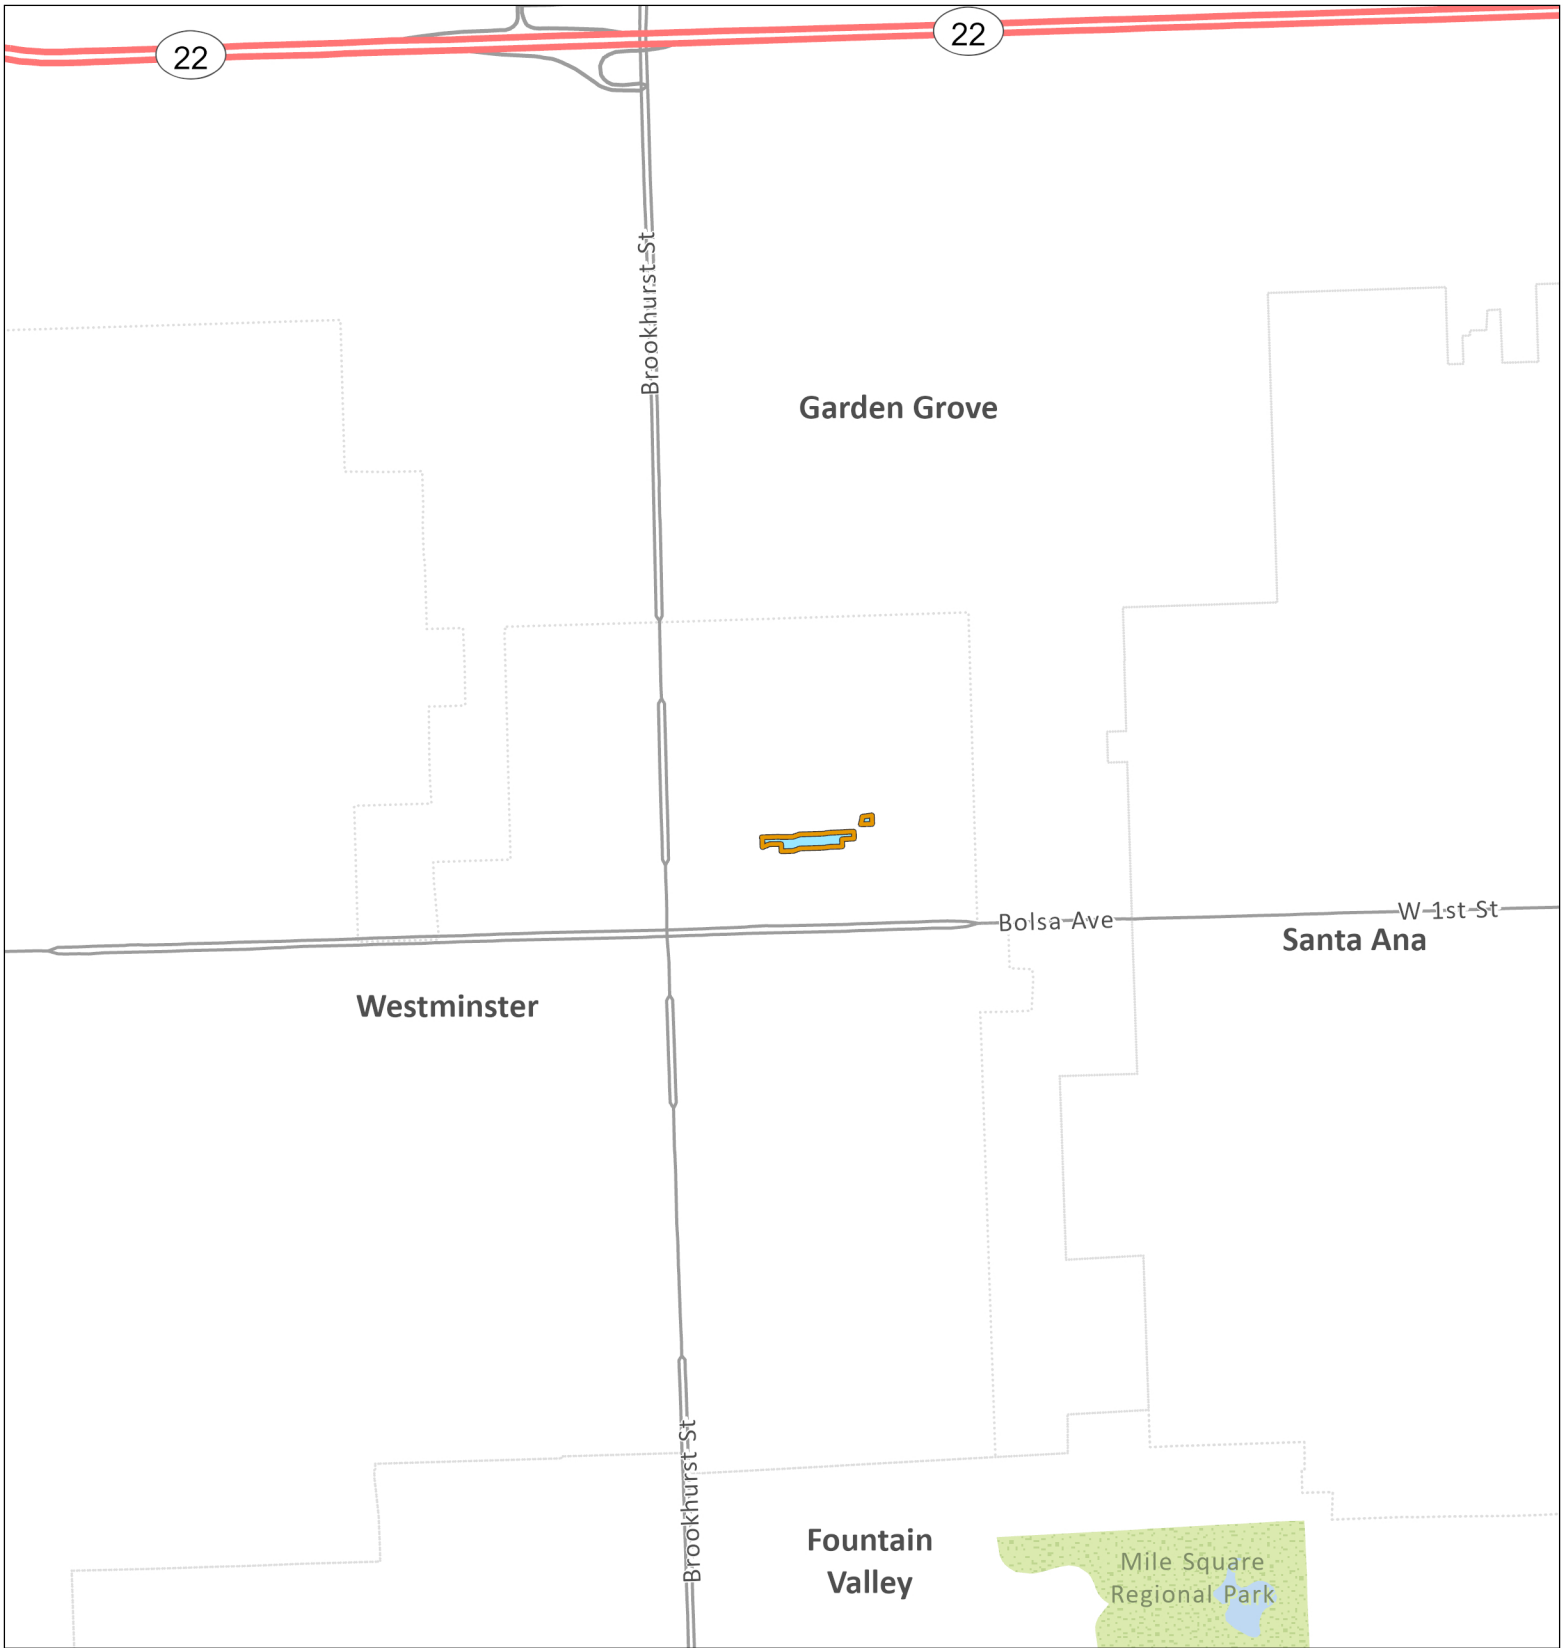 22
22
Brookhurst St
Garden Grove
Bolsa Ave
W 1st St
Santa Ana
Westminster
Brookhurst St
Fountain
Valley
Mile Square
Regional Park